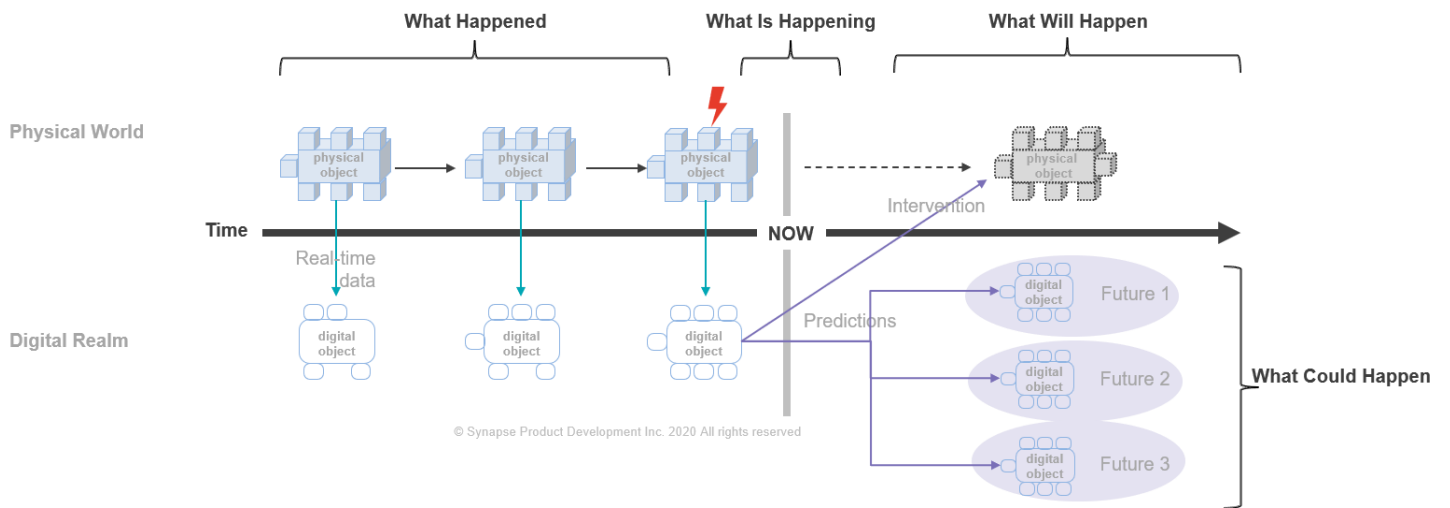 What Happened
What Is Happening
What Will Happen
Physical World
physical
object
physical
object
physical
object
physical
object
Intervention
Time
NOW
Real-time
data
Digital Realm
digital
object
digital
object
digital
object
Predictions
digital
object
Future 1
digital
object
Future 2
digital
object
Future 3
What Could Happen
© Synapse Product Development Inc. 2020 All rights reserved